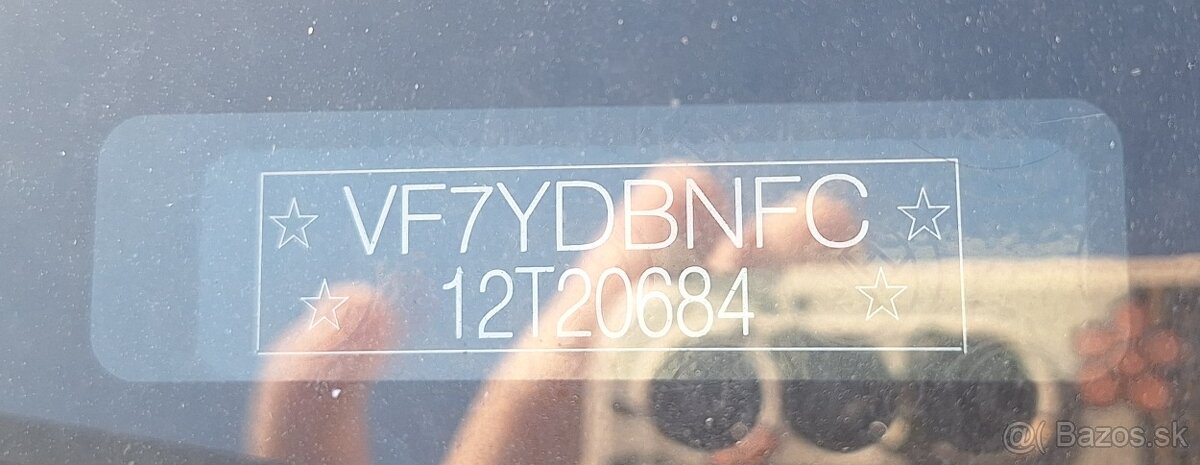 VF7YDBNFC
12T20684
@( Bazos.sk